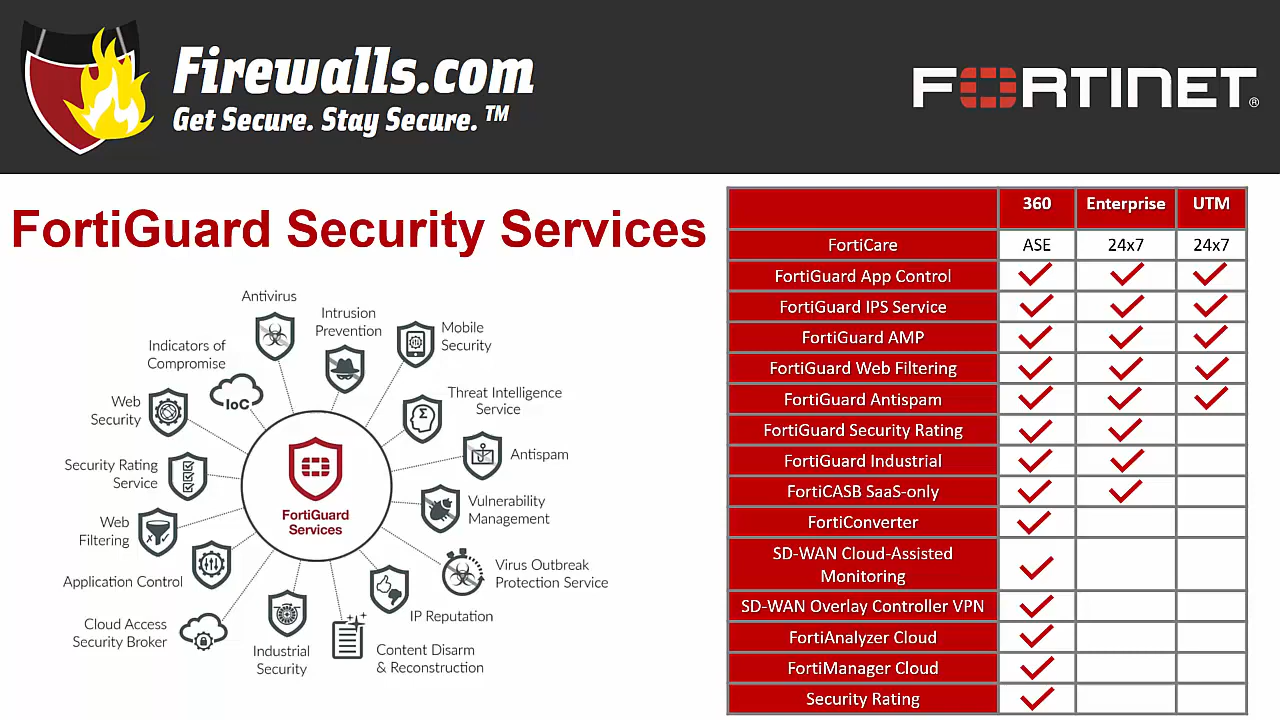 Firewalls.com
Get Secure. Stay Secure.™
FORTINET®
FortiGuard Security Services
Antivirus
Intrusion
Prevention
Mobile
Security
Indicators of
Compromise
IoC
Threat Intelligence
Service
Web
Security
Antispam
Security Rating
Service
FortiGuard
Services
Vulnerability
Management
Web
Filtering
Virus Outbreak
Protection Service
Application Control
IP Reputation
Cloud Access
Security Broker
Industrial
Security
Content Disarm
& Reconstruction
360 Enterprise UTM
FortiCare ASE 24x7 24x7
FortiGuard App Control
FortiGuard IPS Service
FortiGuard AMP
FortiGuard Web Filtering
FortiGuard Antispam
FortiGuard Security Rating
FortiGuard Industrial
FortiCASB SaaS-only
FortiConverter
SD-WAN Cloud-Assisted
Monitoring
SD-WAN Overlay Controller VPN
FortiAnalyzer Cloud
FortiManager Cloud
Security Rating